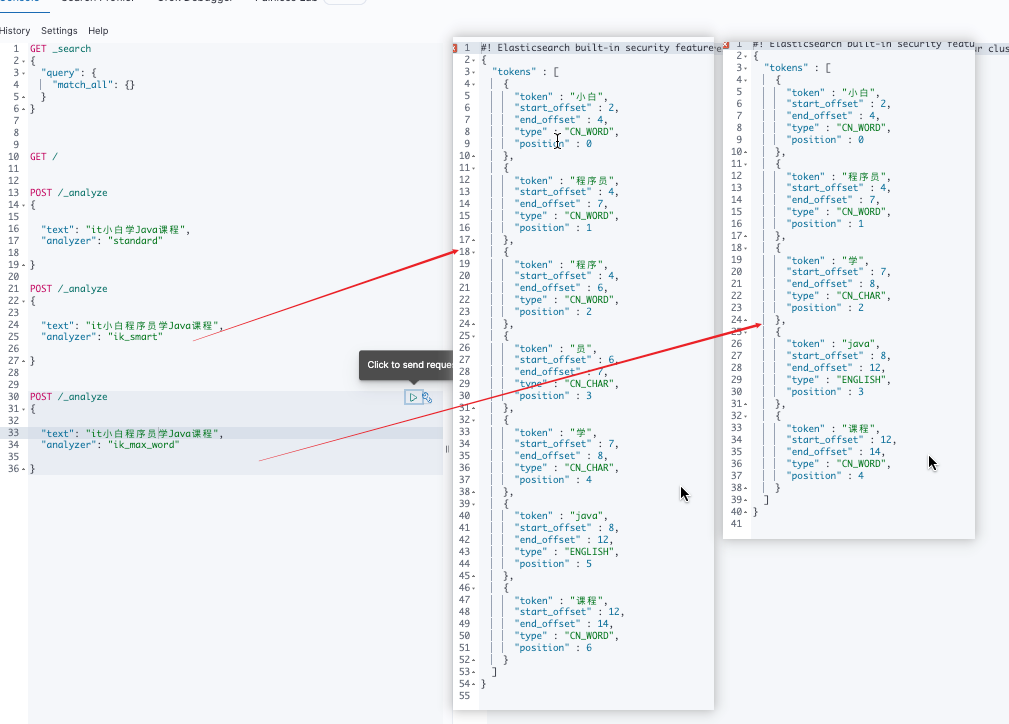 History Settings Help
1 GET _search
2 {
3 "query": {
4 "match_all": {}
5 }
6 }
7
8
9
10 GET /
11
12
13 POST /_analyze
14 {
15
16 "text": "it小白学Java课程",
17 "analyzer": "standard"
18
19 }
20
21 POST /_analyze
22 {
23
24 "text": "it小白程序员学Java课程",
25 "analyzer": "ik_smart"
26
27 }
28
29
30 POST /_analyze
31 {
32
33 "text": "it小白程序员学Java课程",
34 "analyzer": "ik_max_word"
35
36 }
Click to send reque
1 #! Elasticsearch built-in security feature
2 {
3 "tokens" : [
4 {
5 "token" : "小白",
6 "start_offset" : 2,
7 "end_offset" : 4,
8 "type" : "CN_WORD",
9 "position" : 0
10 },
11 {
12 "token" : "程序员",
13 "start_offset" : 4,
14 "end_offset" : 7,
15 "type" : "CN_WORD",
16 "position" : 1
17 },
18 {
19 "token" : "程序",
20 "start_offset" : 4,
21 "end_offset" : 6,
22 "type" : "CN_WORD",
23 "position" : 2
24 },
25 {
26 "token" : "员",
27 "start_offset" : 6,
28 "end_offset" : 7,
29 "type" : "CN_CHAR",
30 "position" : 3
31 },
32 {
33 "token" : "学",
34 "start_offset" : 7,
35 "end_offset" : 8,
36 "type" : "CN_CHAR",
37 "position" : 4
38 },
39 {
40 "token" : "java",
41 "start_offset" : 8,
42 "end_offset" : 12,
43 "type" : "ENGLISH",
44 "position" : 5
45 },
46 {
47 "token" : "课程",
48 "start_offset" : 12,
49 "end_offset" : 14,
50 "type" : "CN_WORD",
51 "position" : 6
52 }
53 ]
54 }
55
1 #! Elasticsearch built-in security featu
2 {
3 "tokens" : [
4 {
5 "token" : "小白",
6 "start_offset" : 2,
7 "end_offset" : 4,
8 "type" : "CN_WORD",
9 "position" : 0
10 },
11 {
12 "token" : "程序员",
13 "start_offset" : 4,
14 "end_offset" : 7,
15 "type" : "CN_WORD",
16 "position" : 1
17 },
18 {
19 "token" : "学",
20 "start_offset" : 7,
21 "end_offset" : 8,
22 "type" : "CN_CHAR",
23 "position" : 2
24 },
25 {
26 "token" : "java",
27 "start_offset" : 8,
28 "end_offset" : 12,
29 "type" : "ENGLISH",
30 "position" : 3
31 },
32 {
33 "token" : "课程",
34 "start_offset" : 12,
35 "end_offset" : 14,
36 "type" : "CN_WORD",
37 "position" : 4
38 }
39 ]
40 }
41
r clus